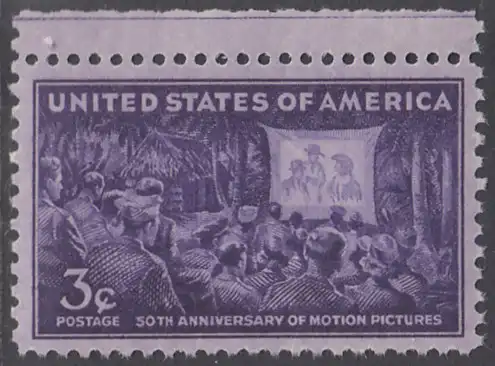 UNITED STATES OF AMERICA
3¢
POSTAGE 50TH ANNIVERSARY OF MOTION PICTURES